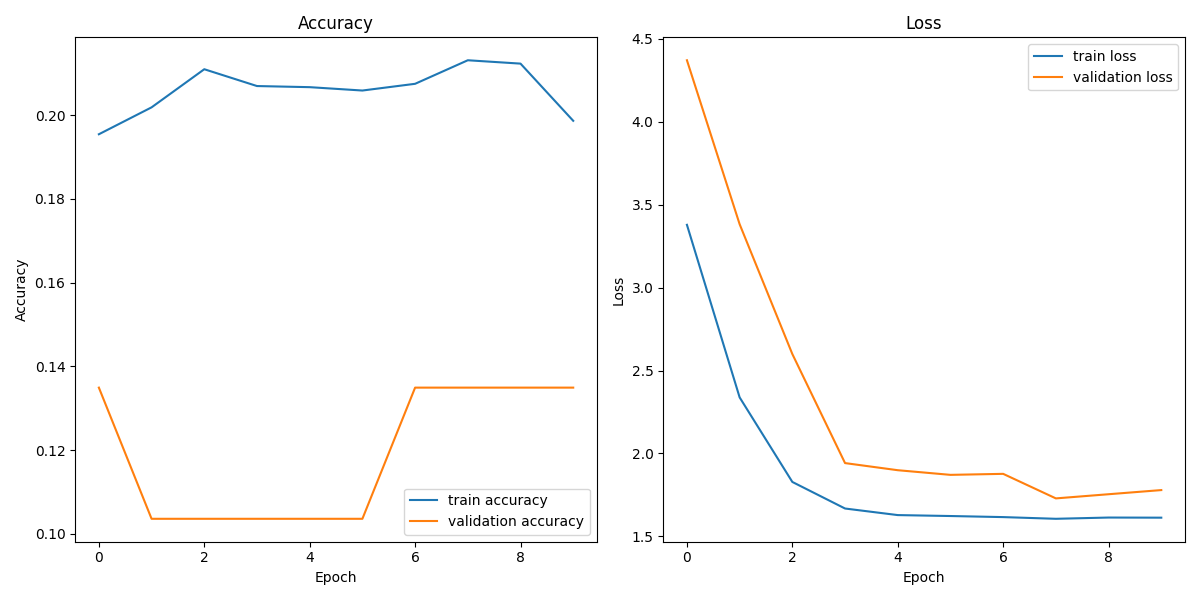 Accuracy
0.20
0.18
0.16
0.14
0.12
0.10
Accuracy
0
2
4
6
8
Epoch
train accuracy
validation accuracy
Loss
4.5
4.0
3.5
3.0
2.5
2.0
1.5
Loss
0
2
4
6
8
Epoch
train loss
validation loss